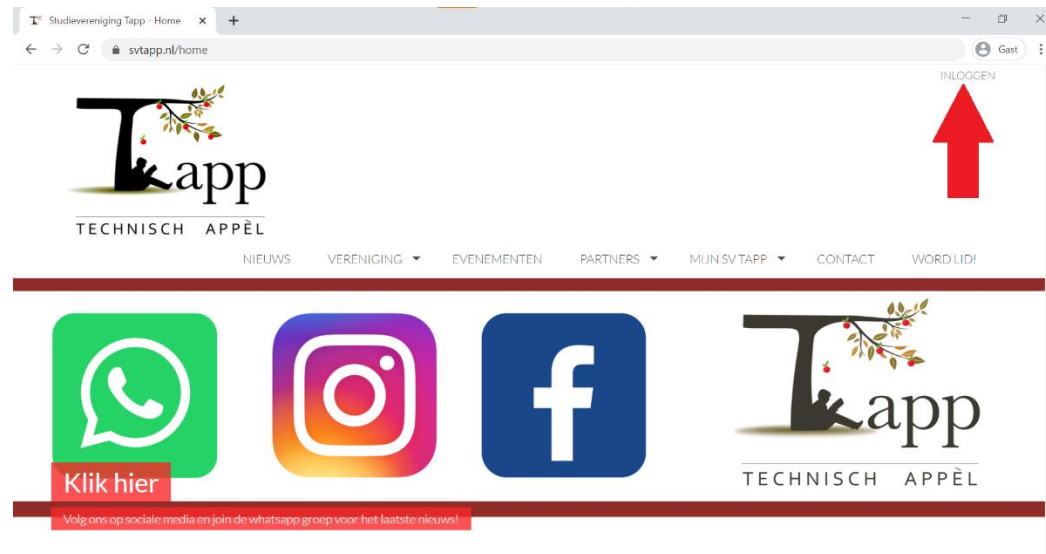 Studievereniging Tapp - Home
svtapp.nl/home
Gast
INLOGGEN
Tapp
TECHNISCH APPÈL
NIEUWS VERENIGING EVENEMENTEN PARTNERS MIJN SV TAPP CONTACT WORD LID!
Tapp
TECHNISCH APPÈL
Klik hier
Volg ons op sociale media en join de whatsapp groep voor het laatste nieuws!